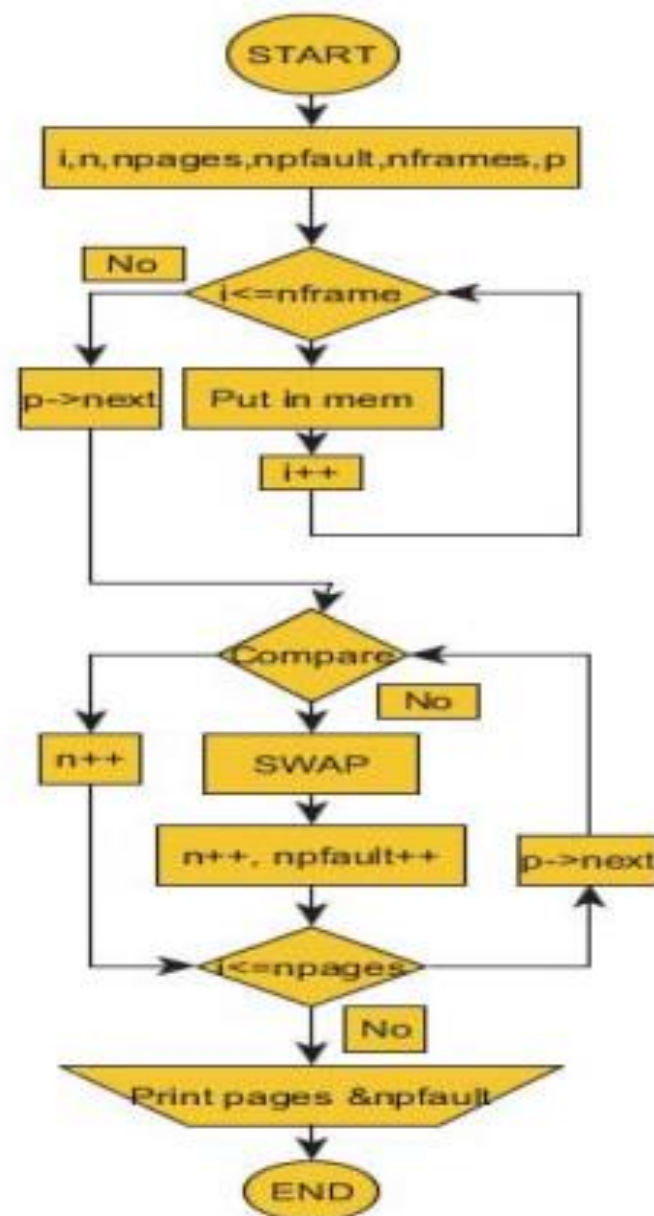 START
i,n,npages,npfault,nframes,p
No
i<=nframe
p->next
Put in mem
i++
Compare
No
n++
SWAP
n++, npfault++
p->next
i<=npages
No
Print pages &npfault
END